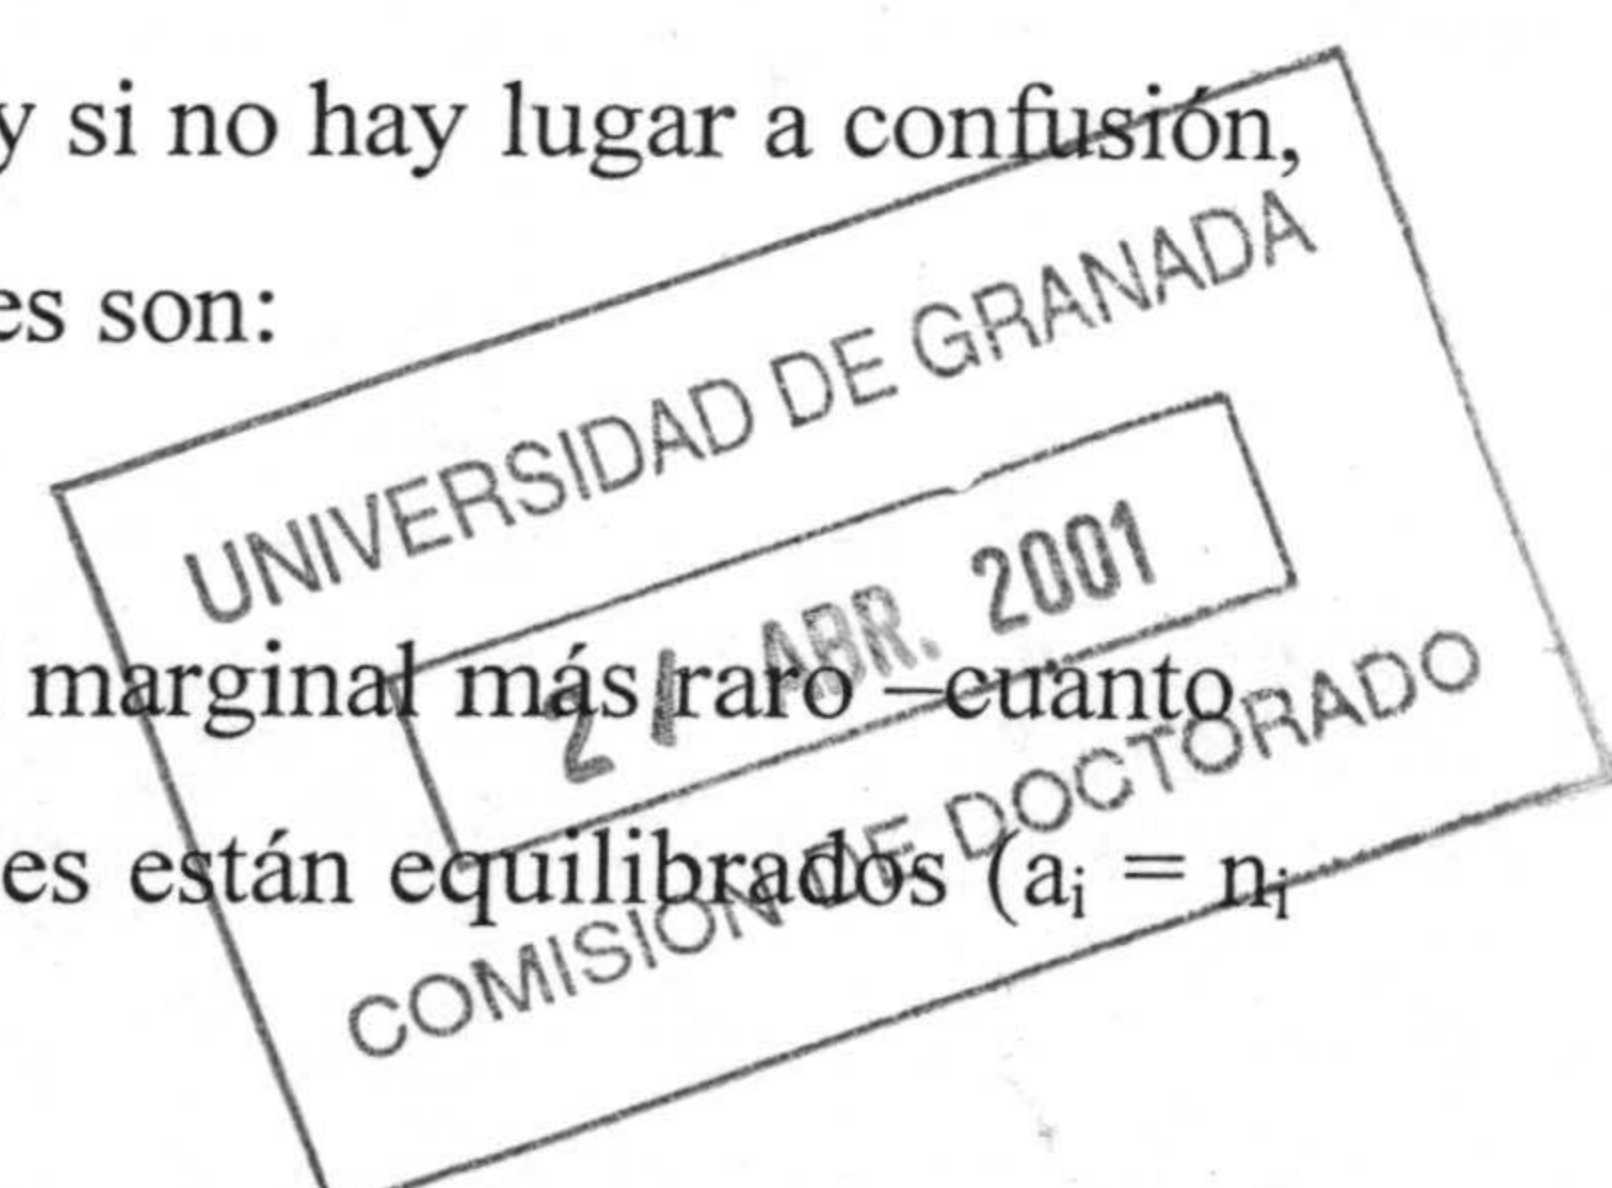 y si no hay lugar a confusión,
es son:
UNIVERSIDAD DE GRANADA
ABR. 2001
marginal más raro –cuanto
COMISION DE DOCTORADO
es están equilibrados (aᵢ = nᵢ